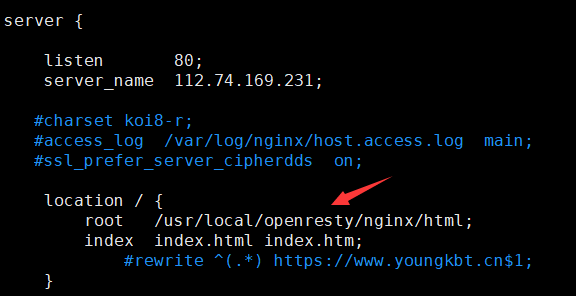 server {
listen 80;
server_name 112.74.169.231;
#charset koi8-r;
#access_log /var/log/nginx/host.access.log main;
#ssl_prefer_server_cipherdds on;
location / {
root /usr/local/openresty/nginx/html;
index index.html index.htm;
#rewrite ^(.*) https://www.youngkbt.cn$1;
}